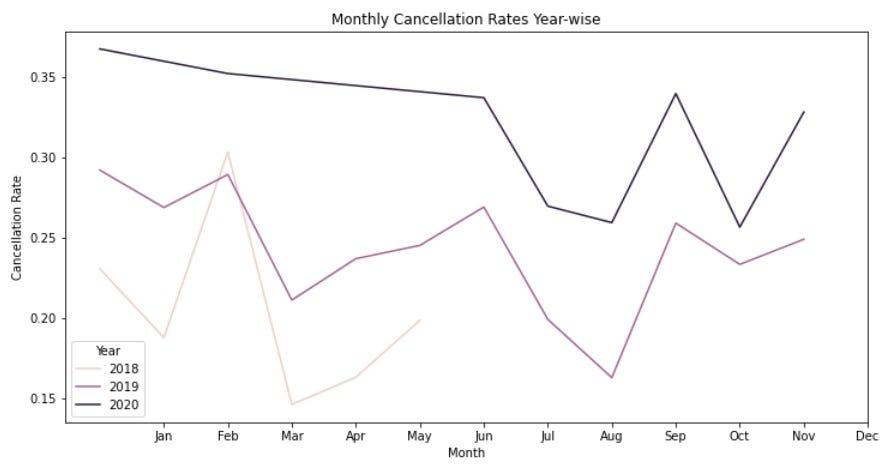 Monthly Cancellation Rates Year-wise
Cancellation Rate
0.35
0.30
0.25
0.20
0.15
Year
2018
2019
2020
Jan Feb Mar Apr May Jun Jul Aug Sep Oct Nov Dec
Month